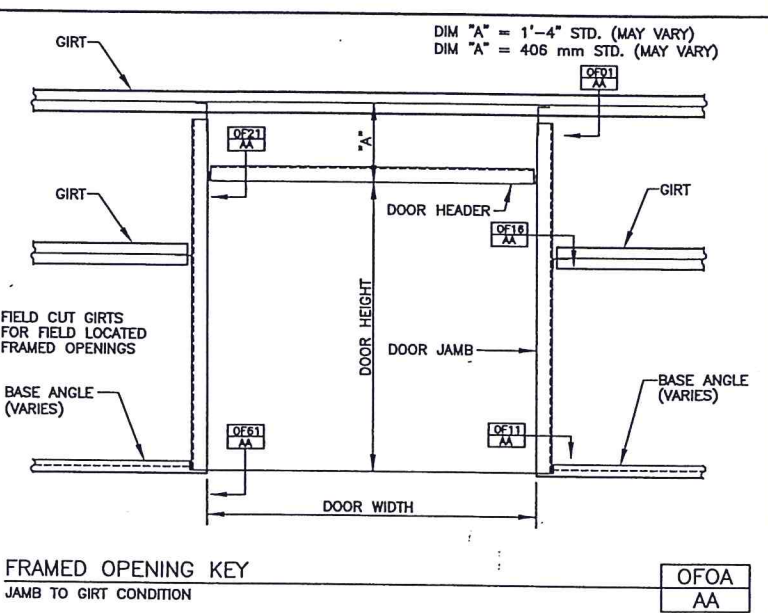 DIM "A" = 1'-4" STD. (MAY VARY)
DIM "A" = 406 mm STD. (MAY VARY)
GIRT
OF01
AA
OF21
AA
"A"
GIRT
DOOR HEADER
GIRT
OF16
AA
FIELD CUT GIRTS
FOR FIELD LOCATED
FRAMED OPENINGS
DOOR HEIGHT
DOOR JAMB
BASE ANGLE
(VARIES)
BASE ANGLE
(VARIES)
OF61
AA
OF11
AA
DOOR WIDTH
FRAMED OPENING KEY
JAMB TO GIRT CONDITION
OFOA
AA